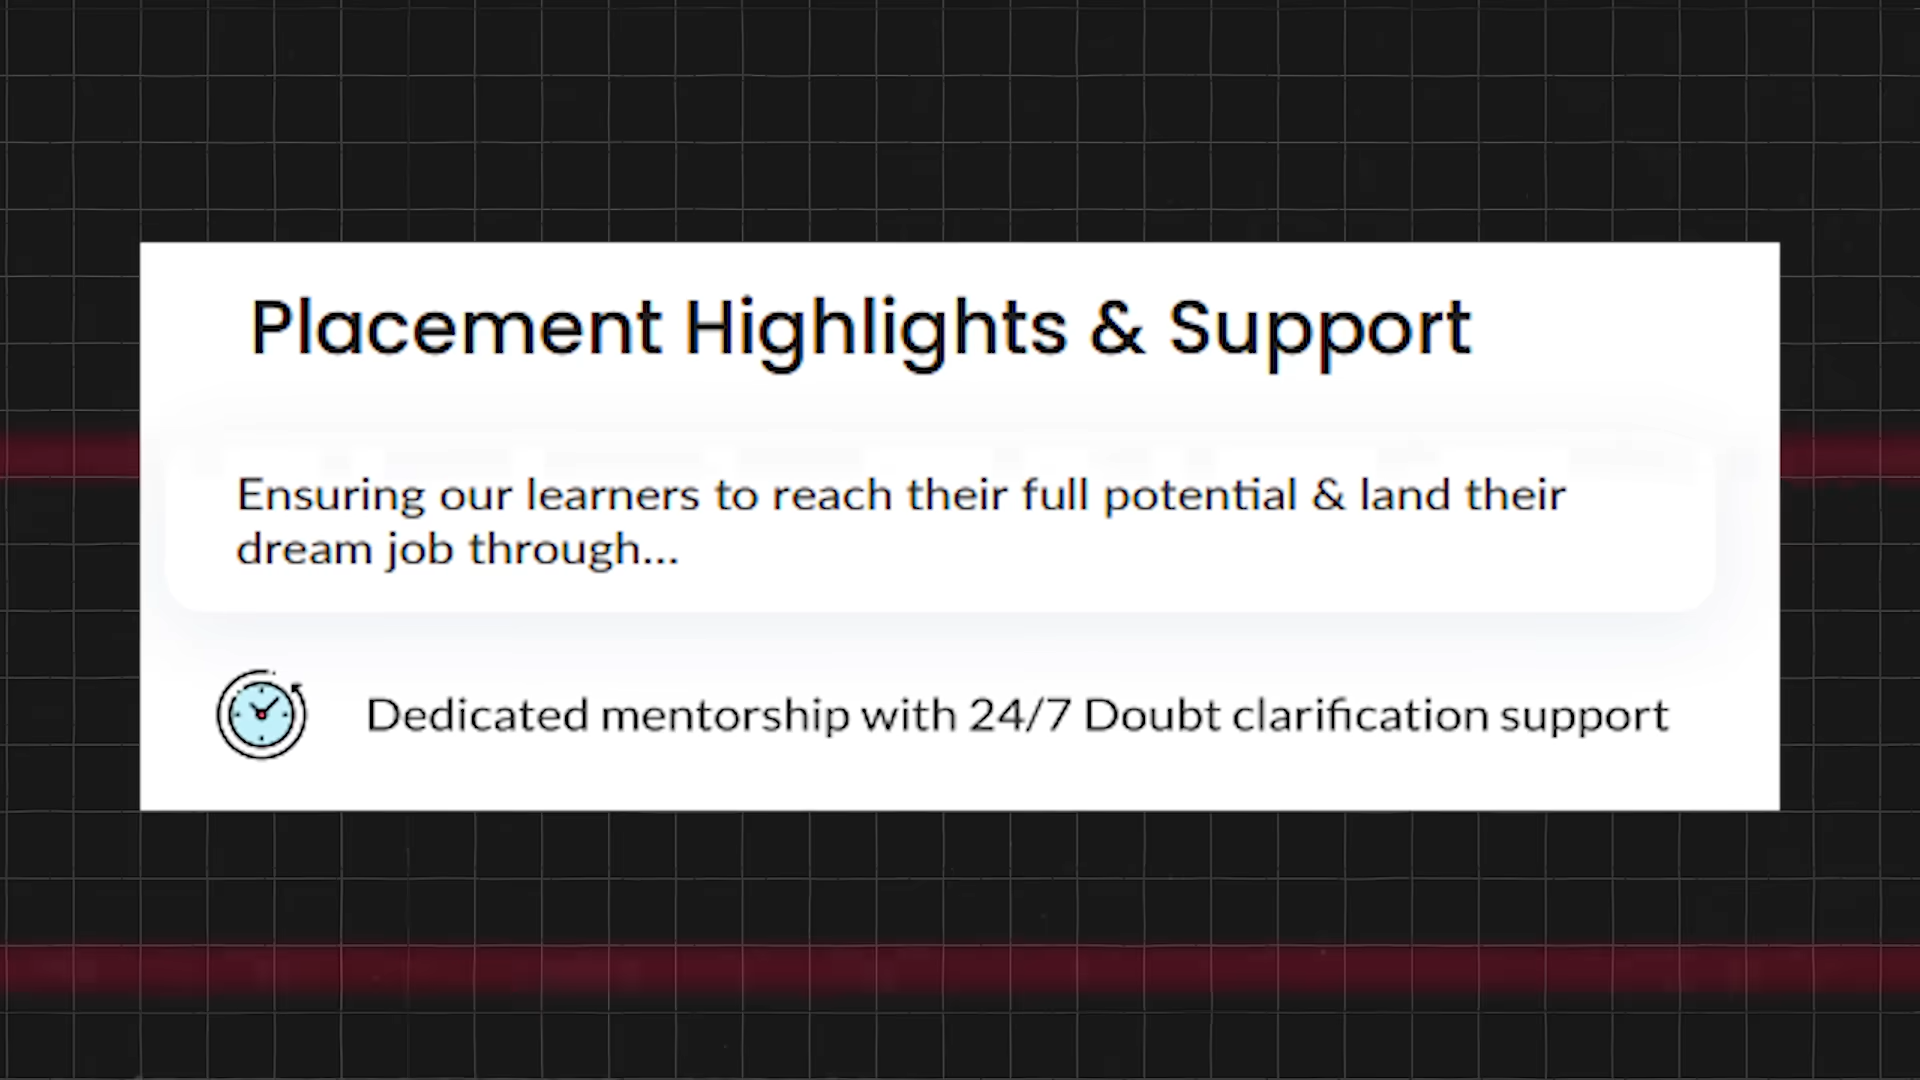 Placement Highlights & Support
Ensuring our learners to reach their full potential & land their
dream job through...
Dedicated mentorship with 24/7 Doubt clarification support